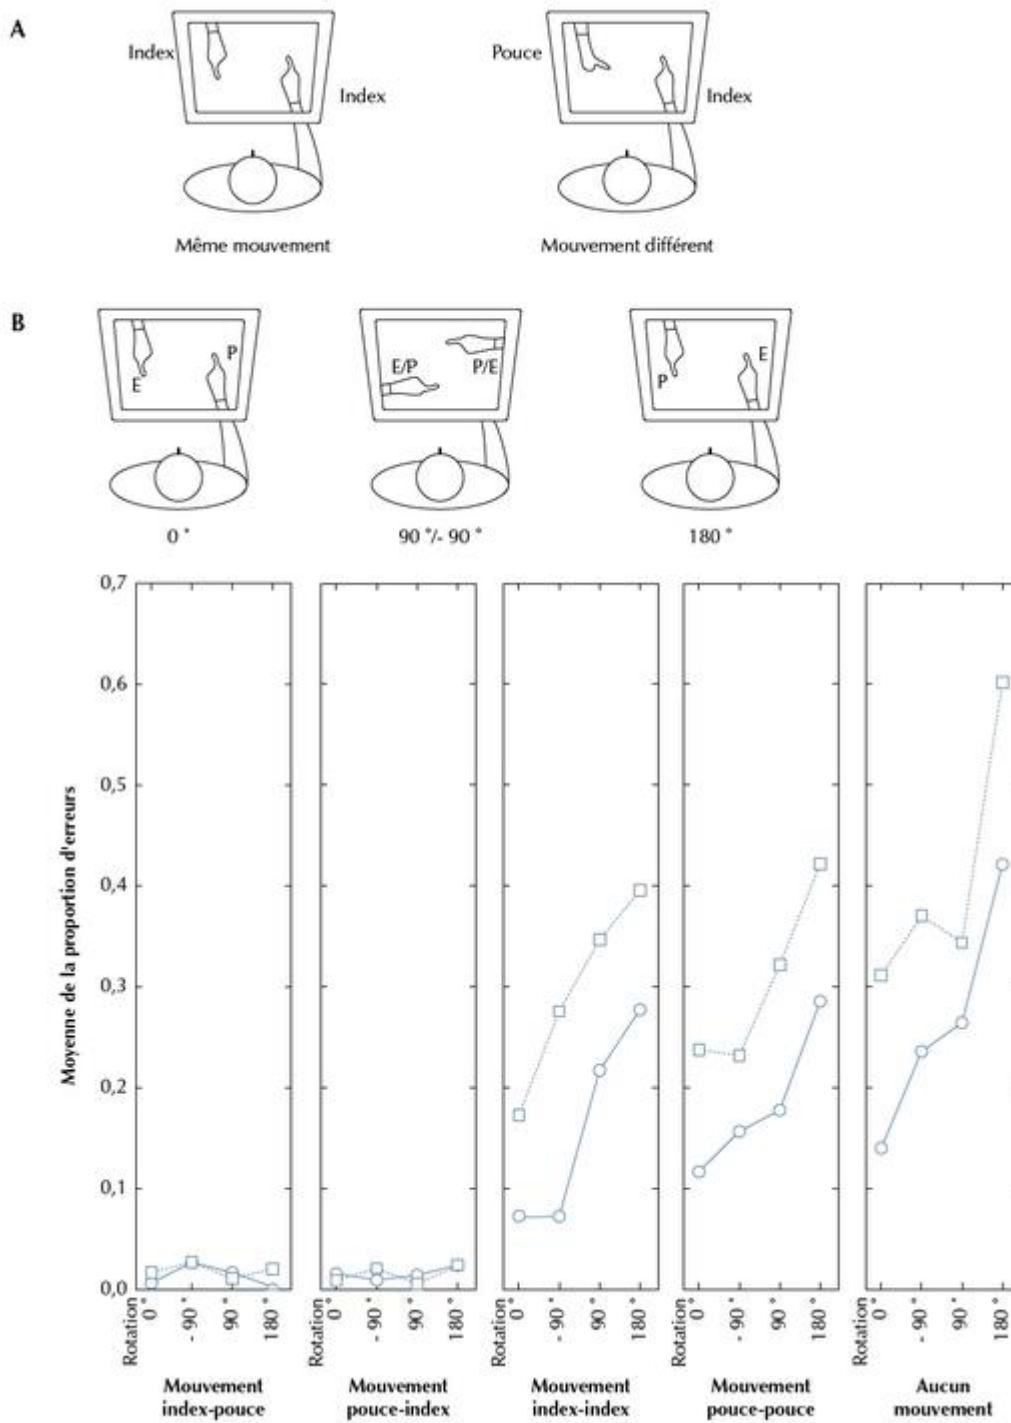 A
Index
Index
Même mouvement
Pouce
Index
Mouvement différent
B
E
P
0 °
E/P
P/E
90 °/- 90 °
P
E
180 °
Moyenne de la proportion d'erreurs
0,7
0,6
0,5
0,4
0,3
0,2
0,1
0,0
Rotation 0 ° - 90 ° 90 ° 180 °
Mouvement
index-pouce
Rotation 0 ° - 90 ° 90 ° 180 °
Mouvement
pouce-index
Rotation 0 ° - 90 ° 90 ° 180 °
Mouvement
index-index
Rotation 0 ° - 90 ° 90 ° 180 °
Mouvement
pouce-pouce
Rotation 0 ° - 90 ° 90 ° 180 °
Aucun
mouvement